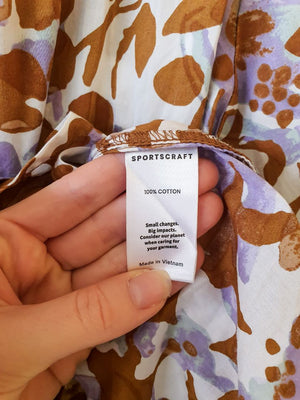 SPORTSCRAFT
100% COTTON
Small changes.
Big impacts.
Consider our planet
when caring for
your garment.
Made in Vietnam